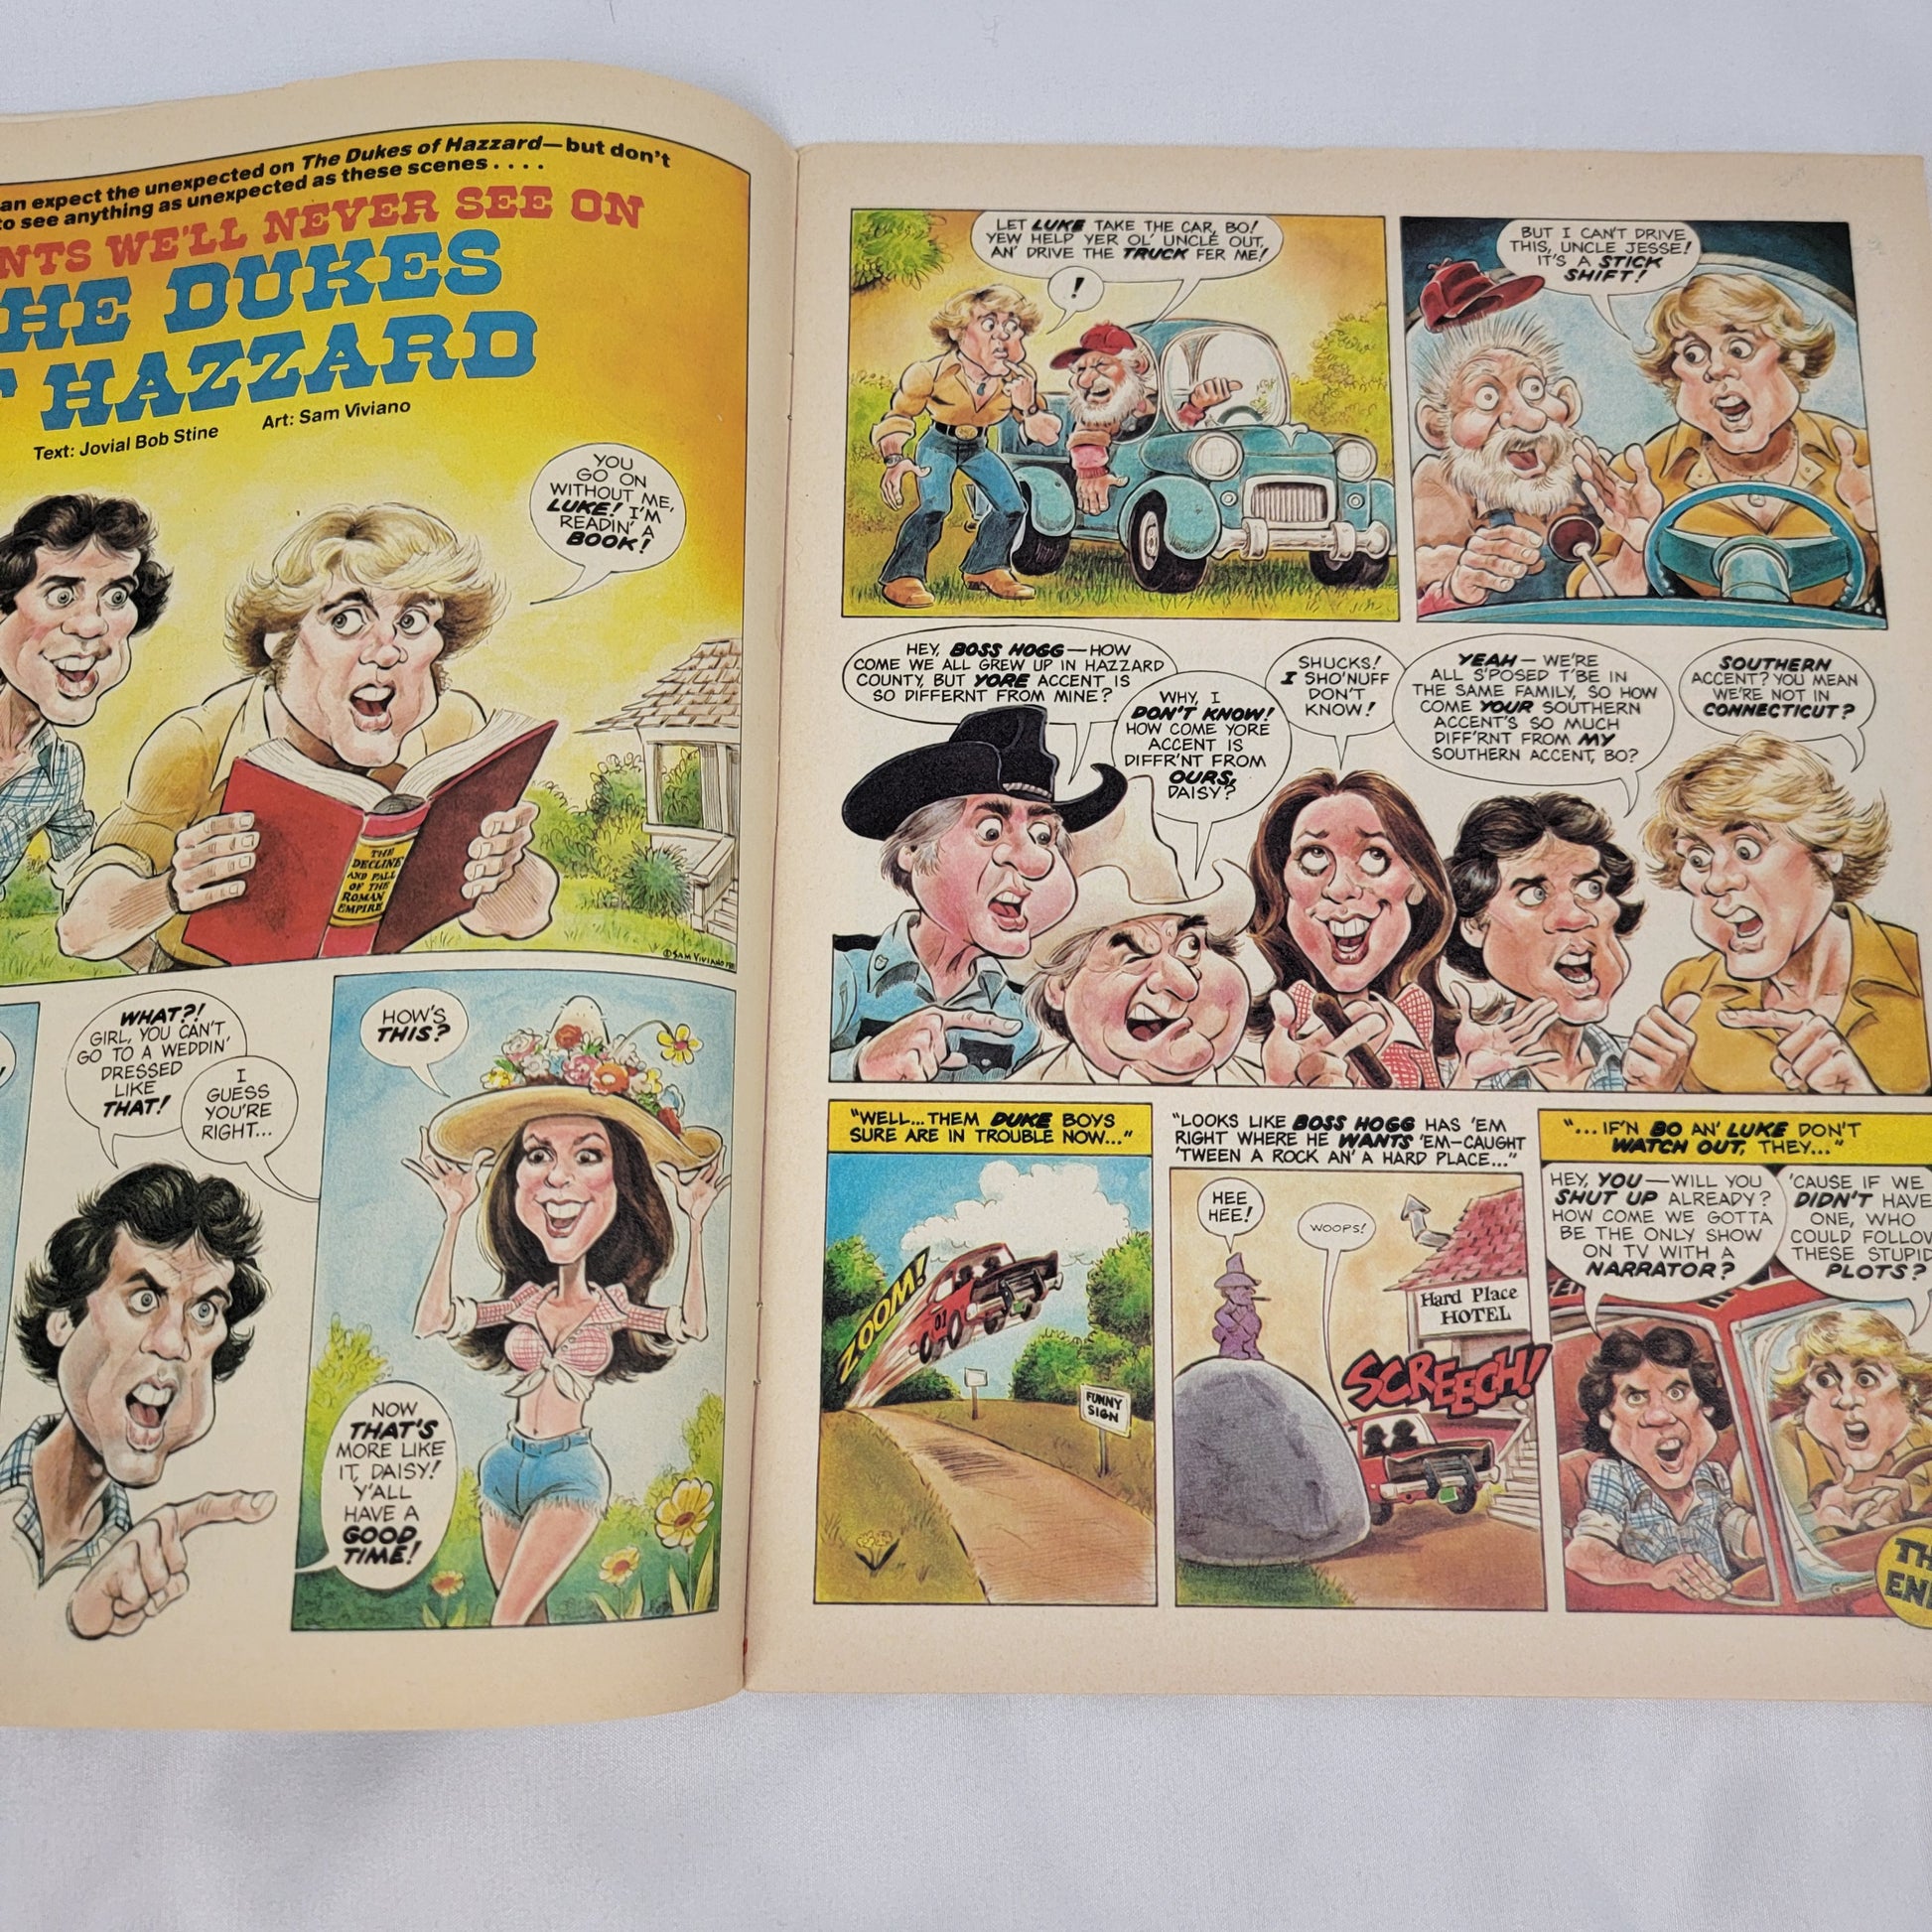 an expect the unexpected on The Dukes of Hazzard—but don't
to see anything as unexpected as these scenes . . . .
NTS WE'LL NEVER SEE ON
HE DUKES
HAZZARD
Text: Jovial Bob Stine
Art: Sam Viviano
YOU
GO ON
WITHOUT ME,
LUKE! I'M
READIN' A
BOOK!
THE
DECLINE
AND FALL
OF THE
ROMAN
EMPIRE
©SAM VIVIANO
WHAT?!
GIRL, YOU CAN'T
GO TO A WEDDIN'
DRESSED
LIKE
THAT!
I
GUESS
YOU'RE
RIGHT...
HOW'S
THIS?
NOW
THAT'S
MORE LIKE
IT, DAISY!
Y'ALL
HAVE A
GOOD
TIME!
LET LUKE TAKE THE CAR, BO!
YEW HELP YER OL' UNCLE OUT,
AN' DRIVE THE TRUCK FER ME!
!
BUT I CAN'T DRIVE
THIS, UNCLE JESSE!
IT'S A STICK
SHIFT!
HEY, BOSS HOGG—HOW
COME WE ALL GREW UP IN HAZZARD
COUNTY, BUT YORE ACCENT IS
SO DIFFERNT FROM MINE?
WHY, I
DON'T KNOW!
HOW COME YORE
ACCENT IS
DIFFR'NT FROM
OURS,
DAISY?
SHUCKS!
I SHO'NUFF
DON'T
KNOW!
YEAH — WE'RE
ALL S'POSED T'BE IN
THE SAME FAMILY, SO HOW
COME YOUR SOUTHERN
ACCENT'S SO MUCH
DIFF'RNT FROM MY
SOUTHERN ACCENT, BO?
SOUTHERN
ACCENT? YOU MEAN
WE'RE NOT IN
CONNECTICUT?
"WELL...THEM DUKE BOYS
SURE ARE IN TROUBLE NOW..."
ZOOM!
01
FUNNY
SIGN
"LOOKS LIKE BOSS HOGG HAS 'EM
RIGHT WHERE HE WANTS 'EM—CAUGHT
'TWEEN A ROCK AN' A HARD PLACE..."
HEE
HEE!
WOOPS!
Hard Place
HOTEL
SCREECH!
"...IF'N BO AN' LUKE DON'T
WATCH OUT, THEY..."
HEY, YOU—WILL YOU
SHUT UP ALREADY?
HOW COME WE GOTTA
BE THE ONLY SHOW
ON TV WITH A
NARRATOR?
'CAUSE IF WE
DIDN'T HAVE
ONE, WHO
COULD FOLLOW
THESE STUPID
PLOTS?
TH
EN